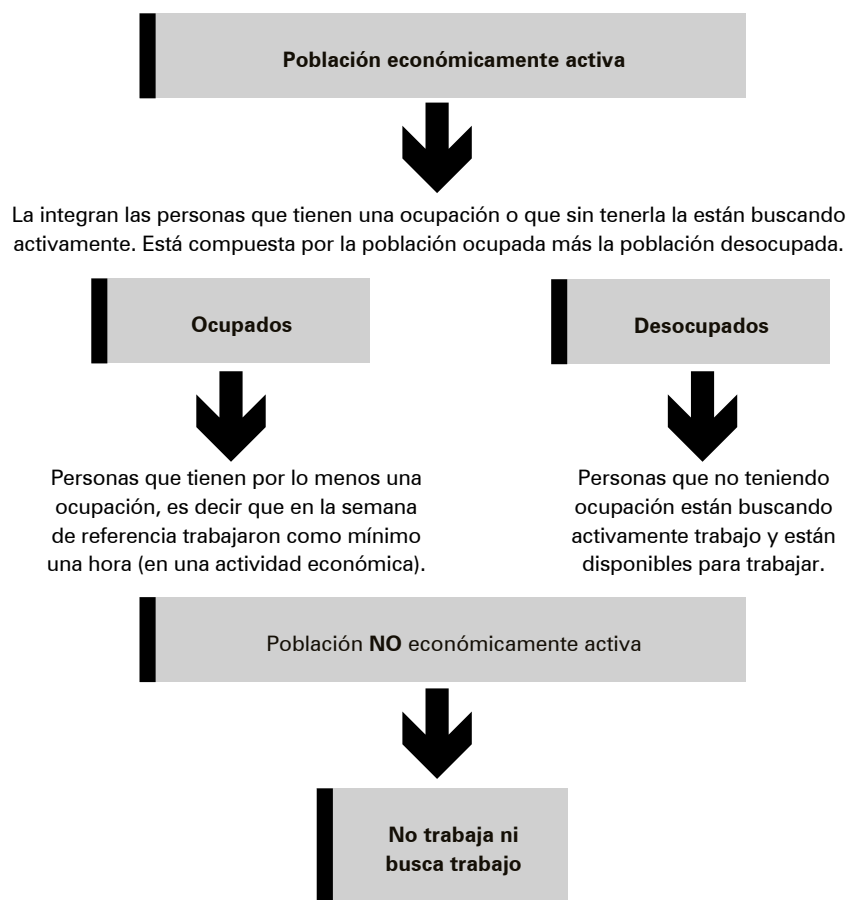 Población económicamente activa
La integran las personas que tienen una ocupación o que sin tenerla la están buscando
activamente. Está compuesta por la población ocupada más la población desocupada.
Ocupados
Desocupados
Personas que tienen por lo menos una
ocupación, es decir que en la semana
de referencia trabajaron como mínimo
una hora (en una actividad económica).
Personas que no teniendo
ocupación están buscando
activamente trabajo y están
disponibles para trabajar.
Población NO económicamente activa
No trabaja ni
busca trabajo